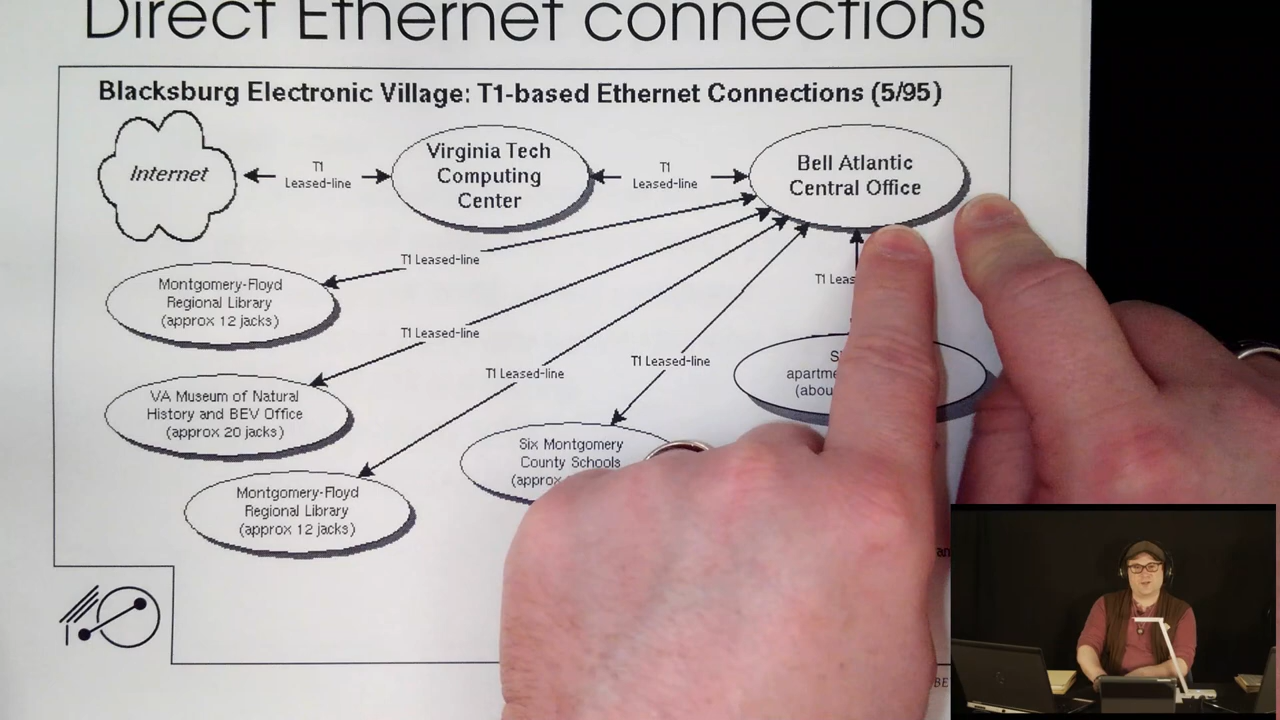 Direct Ethernet connections
Blacksburg Electronic Village: T1-based Ethernet Connections (5/95)
Internet
T1
Leased-line
Virginia Tech
Computing
Center
T1
Leased-line
Bell Atlantic
Central Office
T1 Leased-line
Montgomery-Floyd
Regional Library
(approx 12 jacks)
T1 Leased-line
VA Museum of Natural
History and BEV Office
(approx 20 jacks)
T1 Leased-line
Montgomery-Floyd
Regional Library
(approx 12 jacks)
T1 Leased-line
Six Montgomery
County Schools
(approx
T1